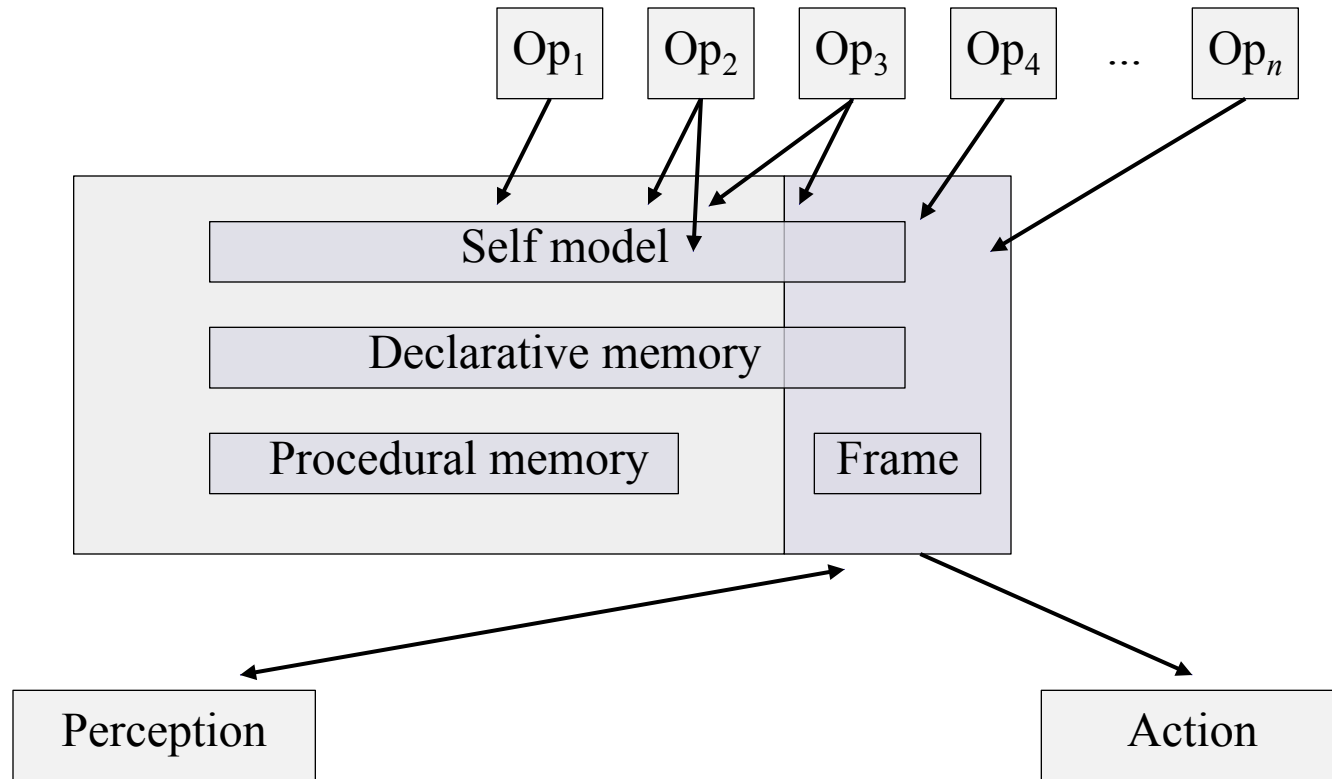 Op₁ Op₂ Op₃ Op₄ ... Opₙ
Self model
Declarative memory
Procedural memory Frame
Perception Action